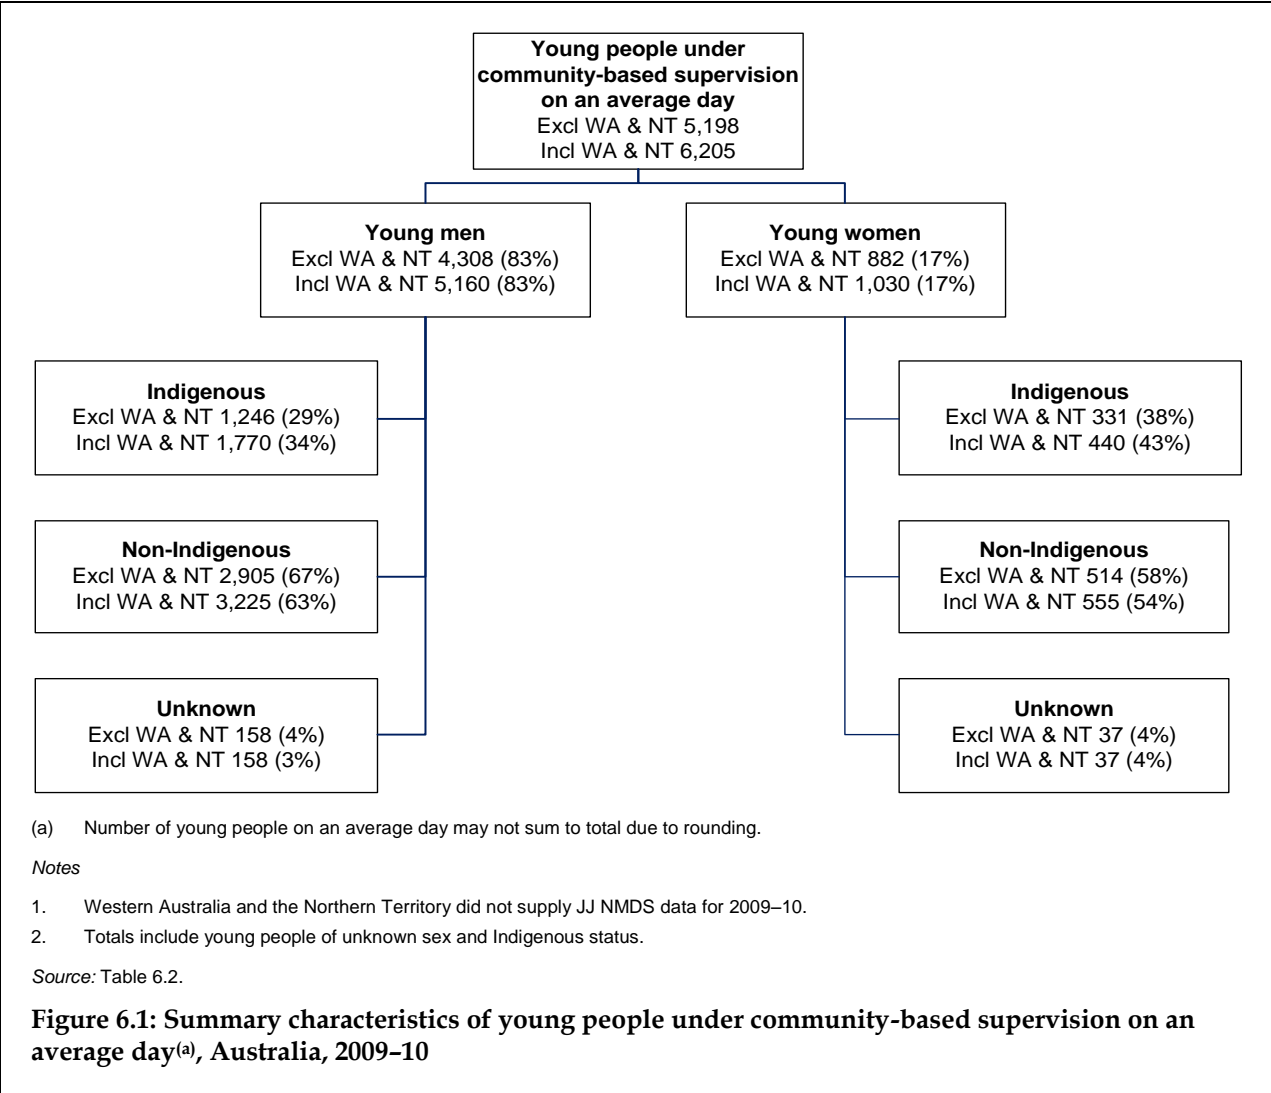 Young people under
community-based supervision
on an average day
Excl WA & NT 5,198
Incl WA & NT 6,205
Young men
Excl WA & NT 4,308 (83%)
Incl WA & NT 5,160 (83%)
Young women
Excl WA & NT 882 (17%)
Incl WA & NT 1,030 (17%)
Indigenous
Excl WA & NT 1,246 (29%)
Incl WA & NT 1,770 (34%)
Indigenous
Excl WA & NT 331 (38%)
Incl WA & NT 440 (43%)
Non-Indigenous
Excl WA & NT 2,905 (67%)
Incl WA & NT 3,225 (63%)
Non-Indigenous
Excl WA & NT 514 (58%)
Incl WA & NT 555 (54%)
Unknown
Excl WA & NT 158 (4%)
Incl WA & NT 158 (3%)
Unknown
Excl WA & NT 37 (4%)
Incl WA & NT 37 (4%)
(a) Number of young people on an average day may not sum to total due to rounding.
Notes
1. Western Australia and the Northern Territory did not supply JJ NMDS data for 2009–10.
2. Totals include young people of unknown sex and Indigenous status.
Source: Table 6.2.
Figure 6.1: Summary characteristics of young people under community-based supervision on an
average day(a), Australia, 2009–10